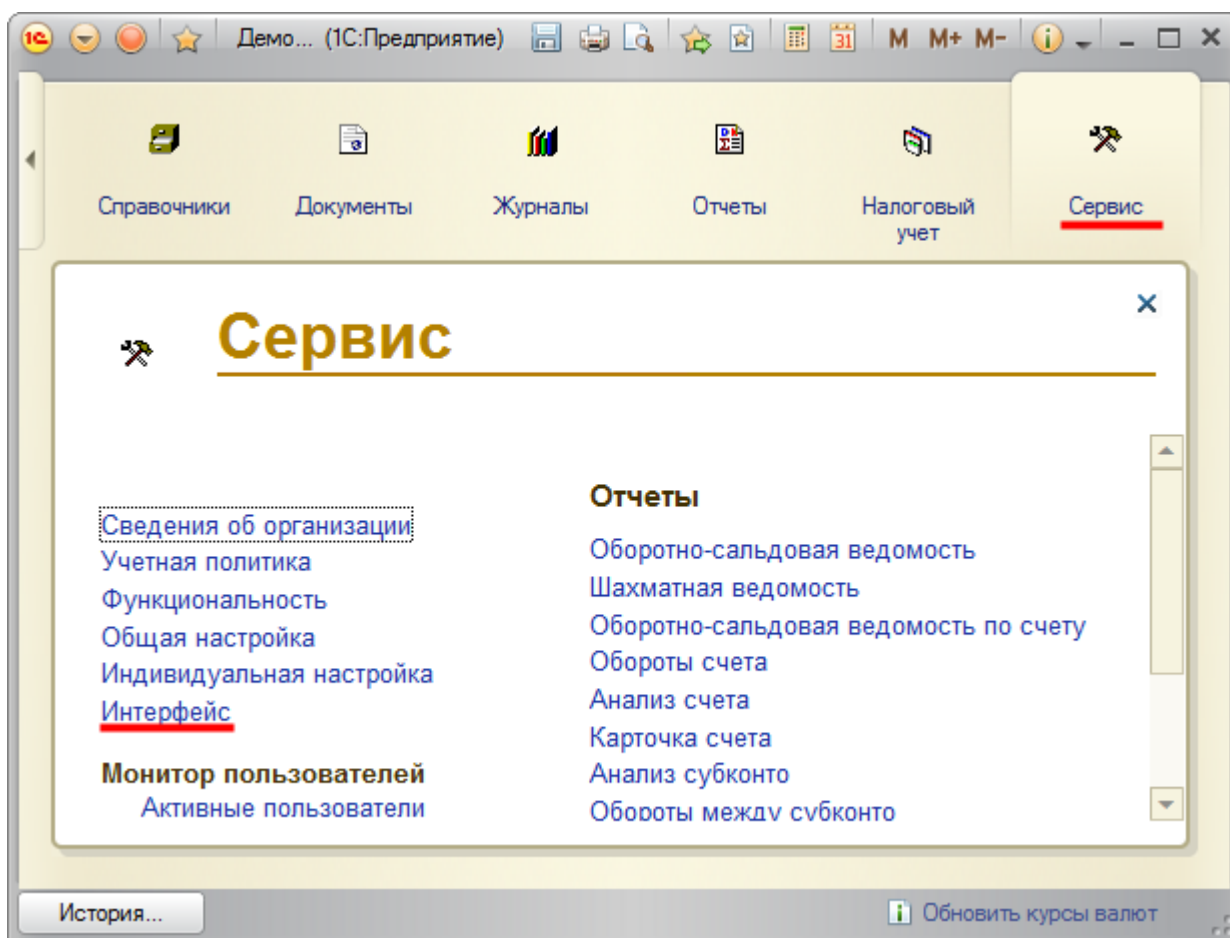 1С Демо... (1С:Предприятие) 31 M M+ M-
Справочники Документы Журналы Отчеты Налоговый учет Сервис
Сервис
Сведения об организации
Учетная политика
Функциональность
Общая настройка
Индивидуальная настройка
Интерфейс
Монитор пользователей
Активные пользователи
Отчеты
Оборотно-сальдовая ведомость
Шахматная ведомость
Оборотно-сальдовая ведомость по счету
Обороты счета
Анализ счета
Карточка счета
Анализ субконто
Обороты между субконто
История... Обновить курсы валют